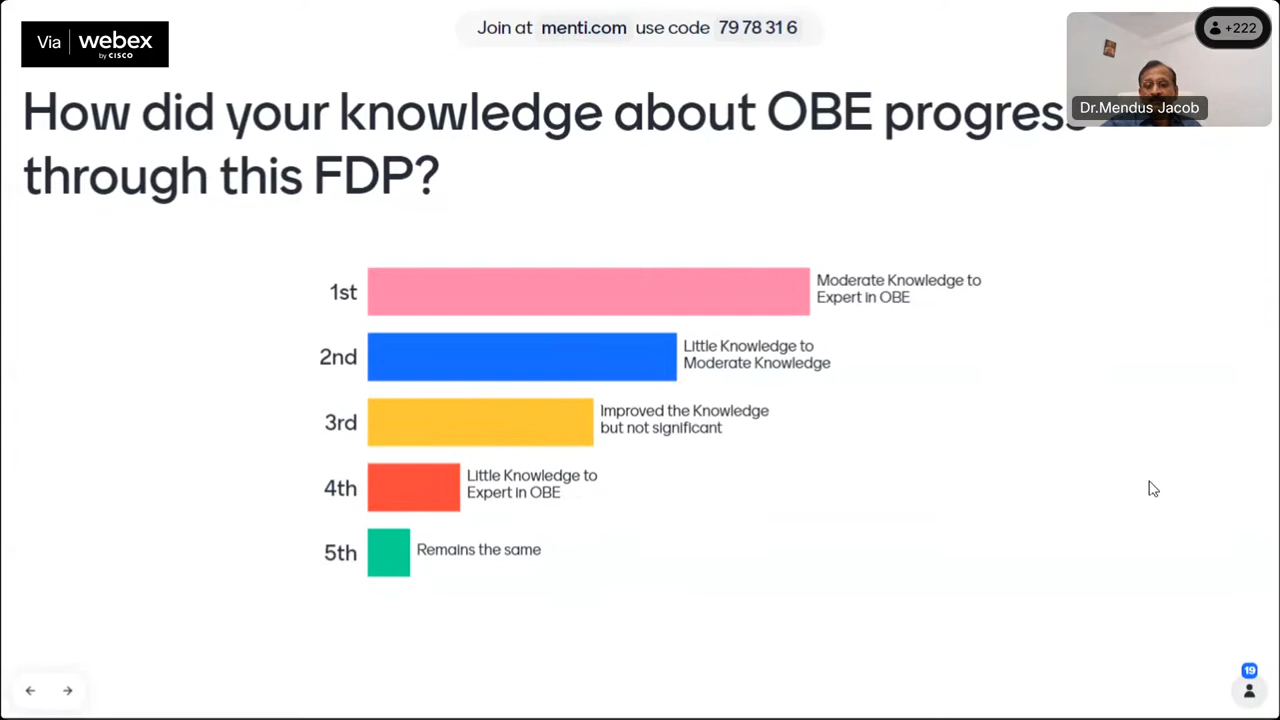 Via webex
by CISCO
Join at menti.com use code 79 78 31 6
+222
Dr.Mendus Jacob
How did your knowledge about OBE progress
through this FDP?
1st
Moderate Knowledge to
Expert in OBE
2nd
Little Knowledge to
Moderate Knowledge
3rd
Improved the Knowledge
but not significant
4th
Little Knowledge to
Expert in OBE
5th
Remains the same
19